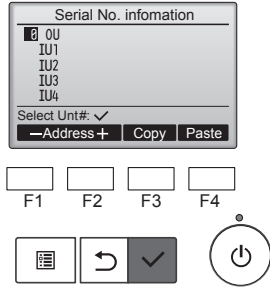 Serial No. infomation
0 OU
IU1
IU2
IU3
IU4
Select Unt#: ✓
−Address+ Copy Paste
F1 F2 F3 F4